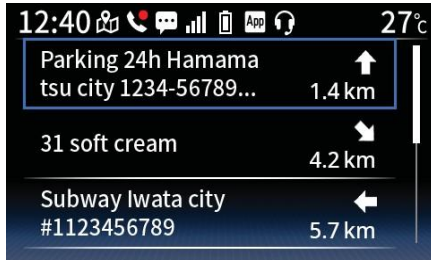 12:40 App 27°c
Parking 24h Hamama
tsu city 1234-56789...
1.4 km
31 soft cream
4.2 km
Subway Iwata city
#1123456789
5.7 km